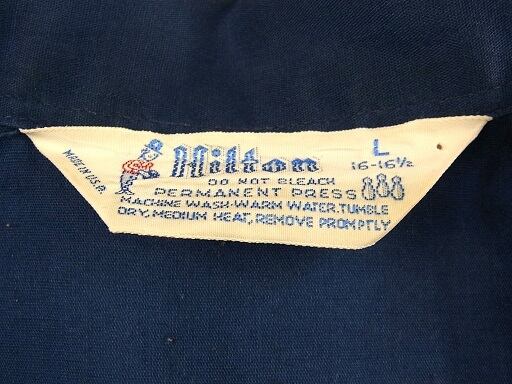 MADE IN U.S.A.
Hilton
L
16-16½
DO NOT BLEACH
PERMANENT PRESS
MACHINE WASH-WARM WATER.TUMBLE
DRY,MEDIUM HEAT,REMOVE PROMPTLY